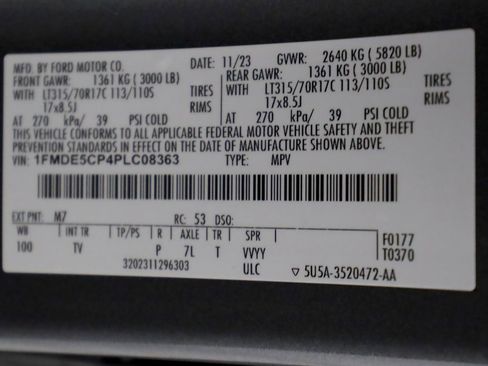 MFD. BY FORD MOTOR CO. DATE: 11/23 GVWR: 2640 KG ( 5820 LB)
FRONT GAWR: 1361 KG ( 3000 LB) REAR GAWR: 1361 KG ( 3000 LB)
WITH LT315/70R17C 113/110S TIRES WITH LT315/70R17C 113/110S TIRES
17x8.5J RIMS 17x8.5J RIMS
AT 270 kPa/ 39 PSI COLD AT 270 kPa/ 39 PSI COLD
THIS VEHICLE CONFORMS TO ALL APPLICABLE FEDERAL MOTOR VEHICLE SAFETY AND THEFT PREVENTION
STANDARDS IN EFFECT ON THE DATE OF MANUFACTURE SHOWN ABOVE.
VIN: 1FMDE5CP4PLC08363 TYPE: MPV
EXT PNT: M7 RC: 53 DSO:
WB INT TR TP/PS R AXLE TR SPR F0177
100 TV P 7L T VVYY T0370
3202311296303 ULC 5U5A-3520472-AA